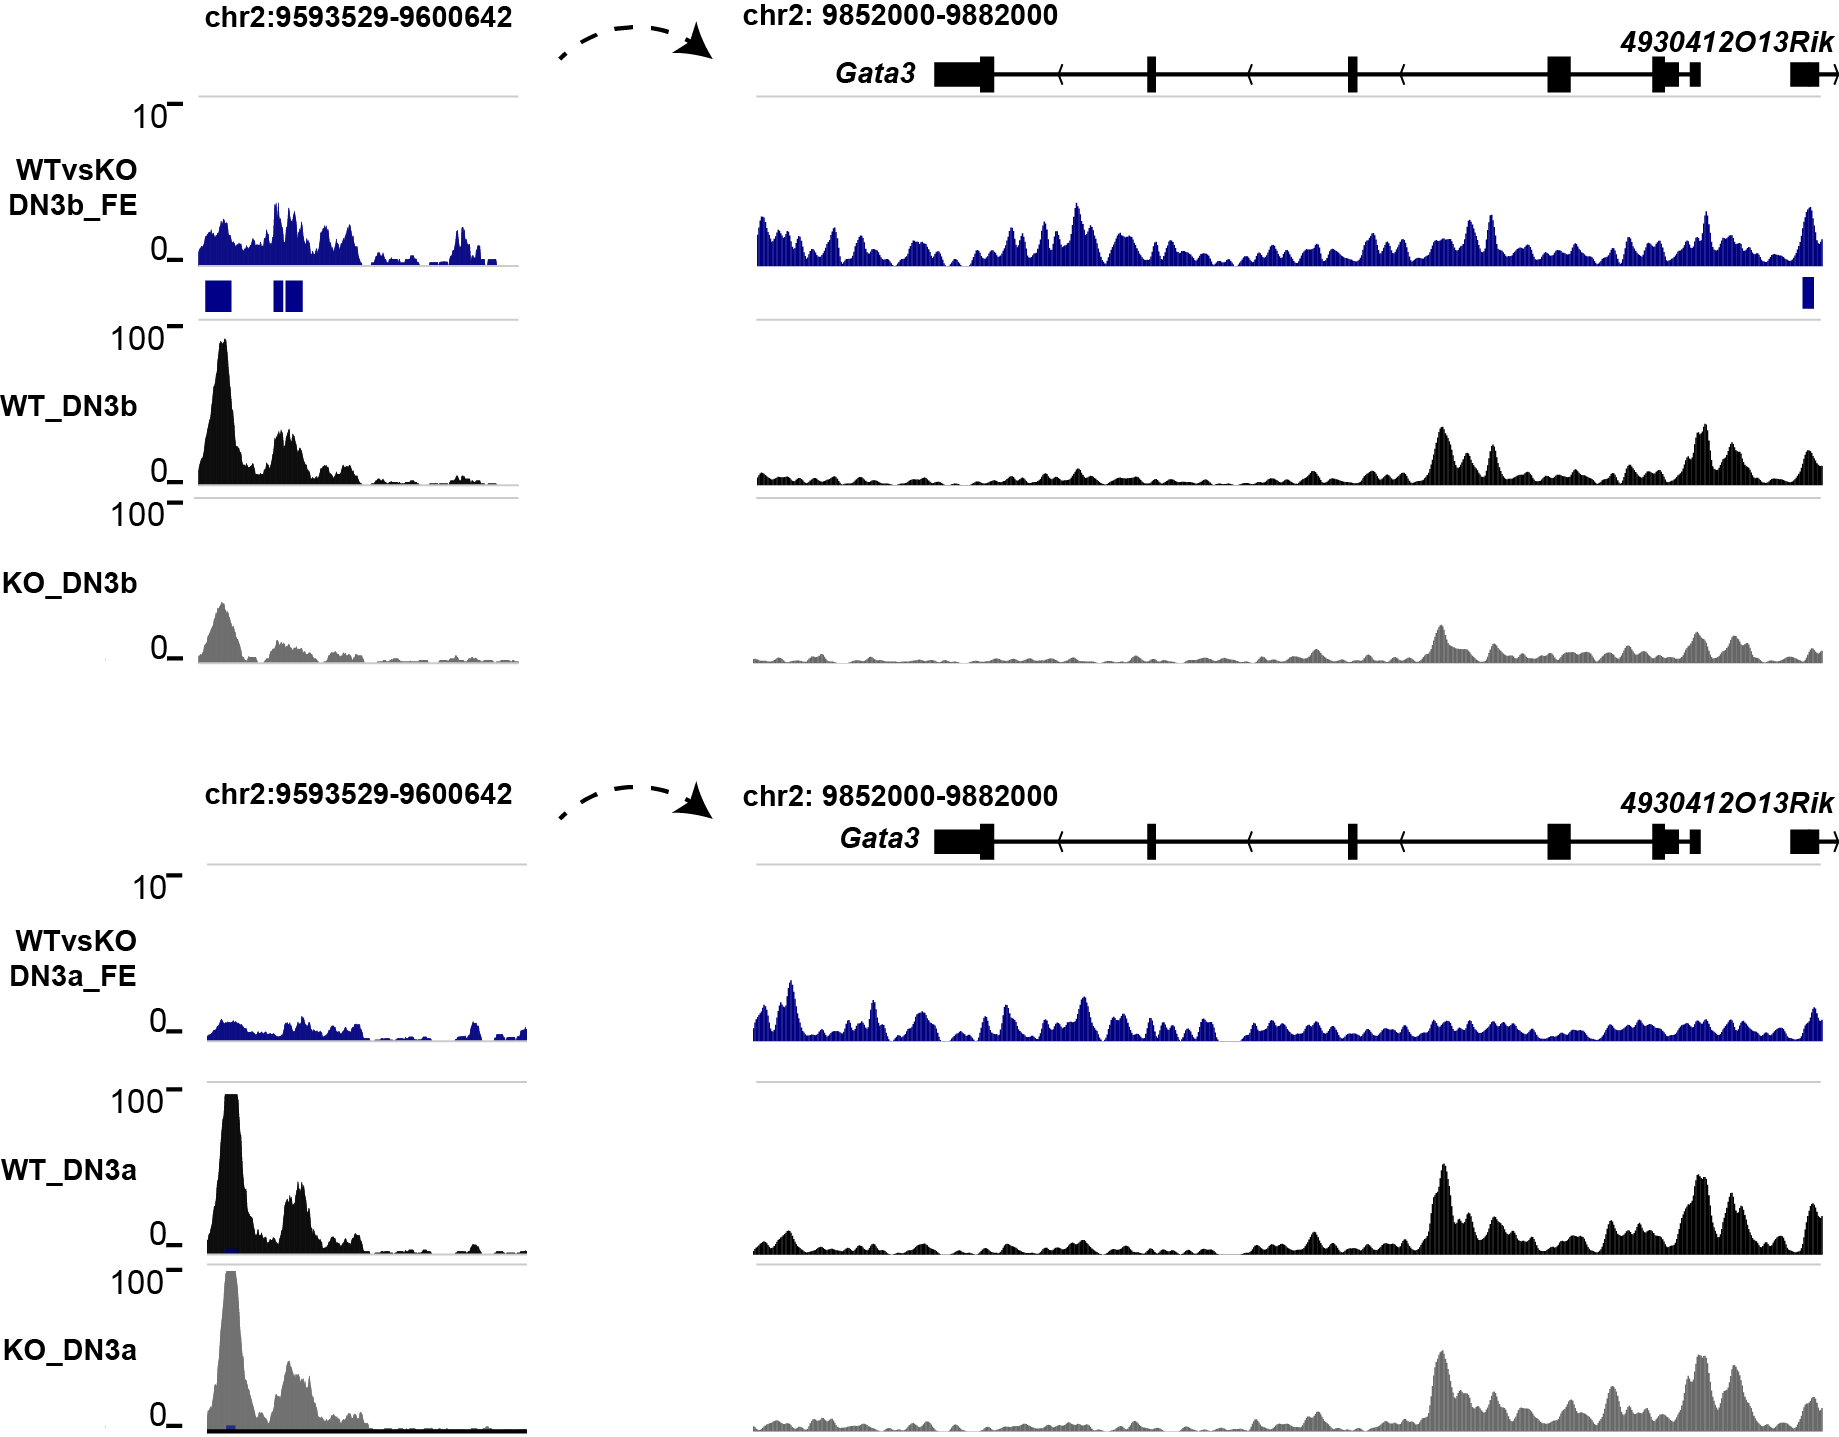 chr2:9593529-9600642
chr2: 9852000-9882000
4930412O13Rik
Gata3
10
WTvsKO
DN3b_FE
0
100
WT_DN3b
0
100
KO_DN3b
0
chr2:9593529-9600642
chr2: 9852000-9882000
4930412O13Rik
Gata3
10
WTvsKO
DN3a_FE
0
100
WT_DN3a
0
100
KO_DN3a
0